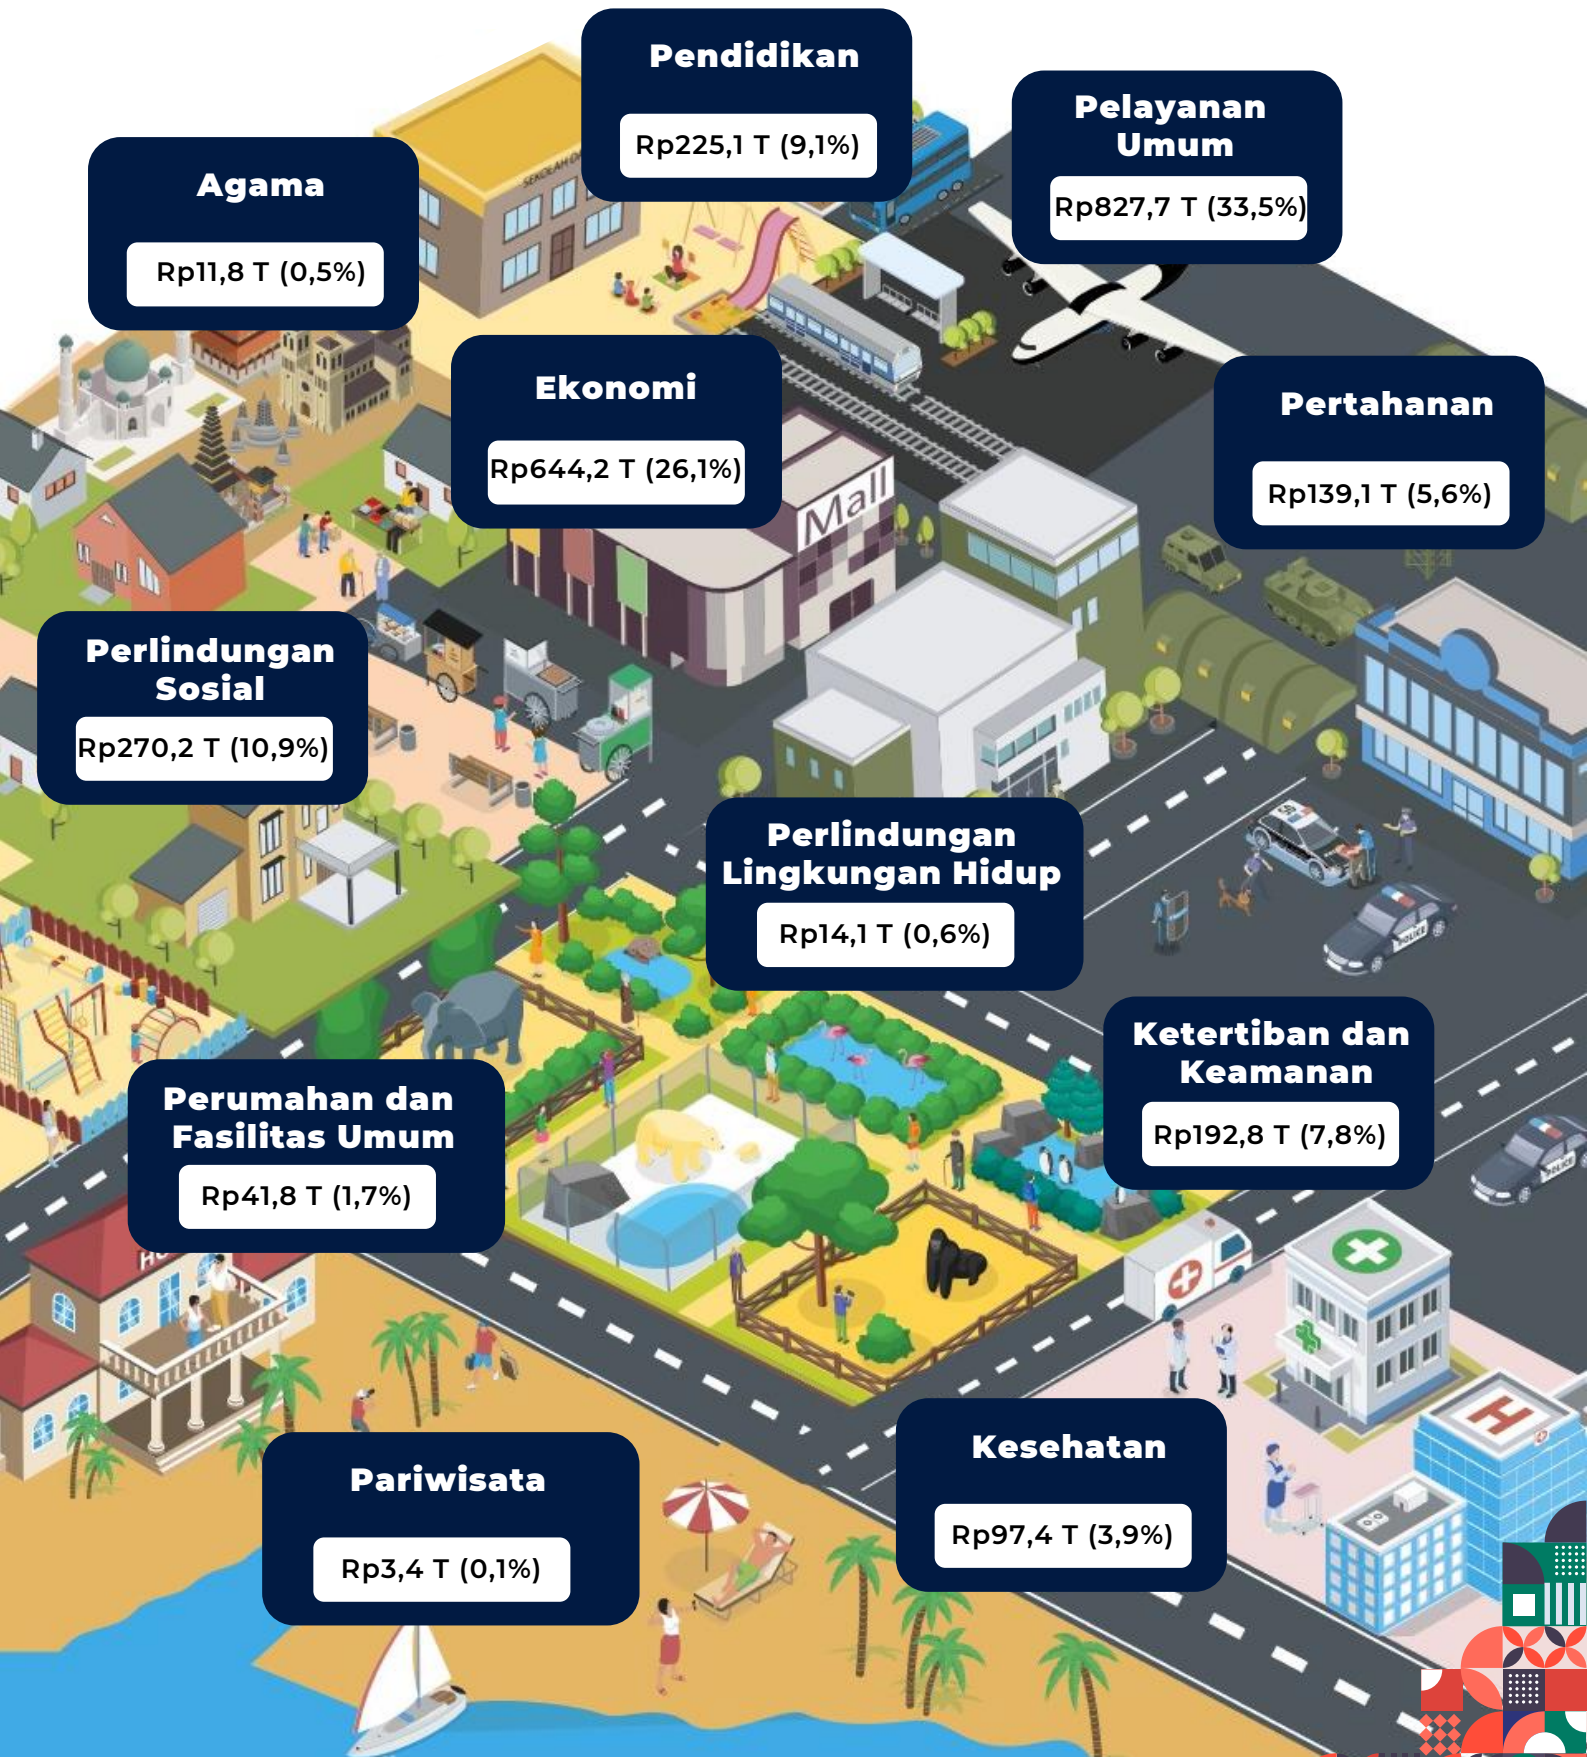 Pendidikan
Rp225,1 T (9,1%)
Pelayanan
Umum
Rp827,7 T (33,5%)
Agama
Rp11,8 T (0,5%)
Ekonomi
Rp644,2 T (26,1%)
Pertahanan
Rp139,1 T (5,6%)
Mall
Perlindungan
Sosial
Rp270,2 T (10,9%)
Perlindungan
Lingkungan Hidup
Rp14,1 T (0,6%)
POLICE
Ketertiban dan
Keamanan
Rp192,8 T (7,8%)
POLICE
Perumahan dan
Fasilitas Umum
Rp41,8 T (1,7%)
Kesehatan
Rp97,4 T (3,9%)
H
Pariwisata
Rp3,4 T (0,1%)